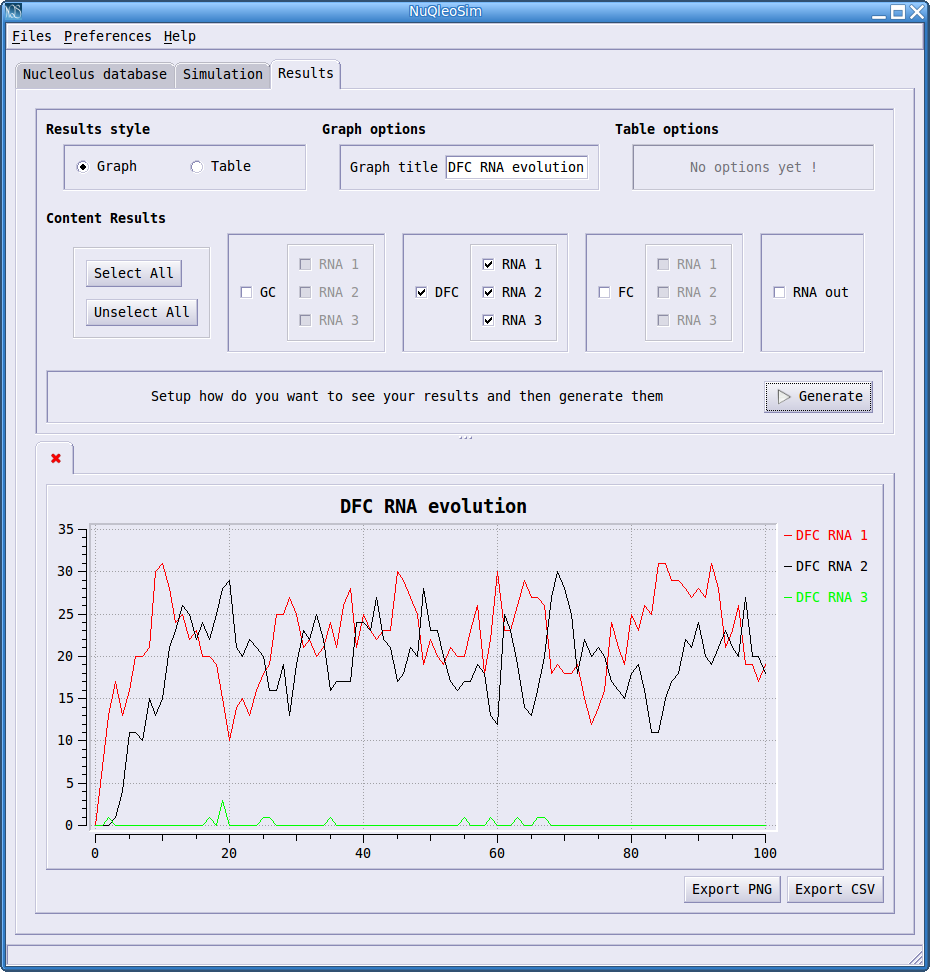 NuQleoSim
Files Preferences Help
Nucleolus database Simulation Results
Results style Graph options Table options
Graph Table Graph title DFC RNA evolution No options yet !
Content Results
Select All
Unselect All
GC
RNA 1
RNA 2
RNA 3
DFC
RNA 1
RNA 2
RNA 3
FC
RNA 1
RNA 2
RNA 3
RNA out
Setup how do you want to see your results and then generate them Generate
DFC RNA evolution
35
30
25
20
15
10
5
0
0 20 40 60 80 100
DFC RNA 1
DFC RNA 2
DFC RNA 3
Export PNG Export CSV